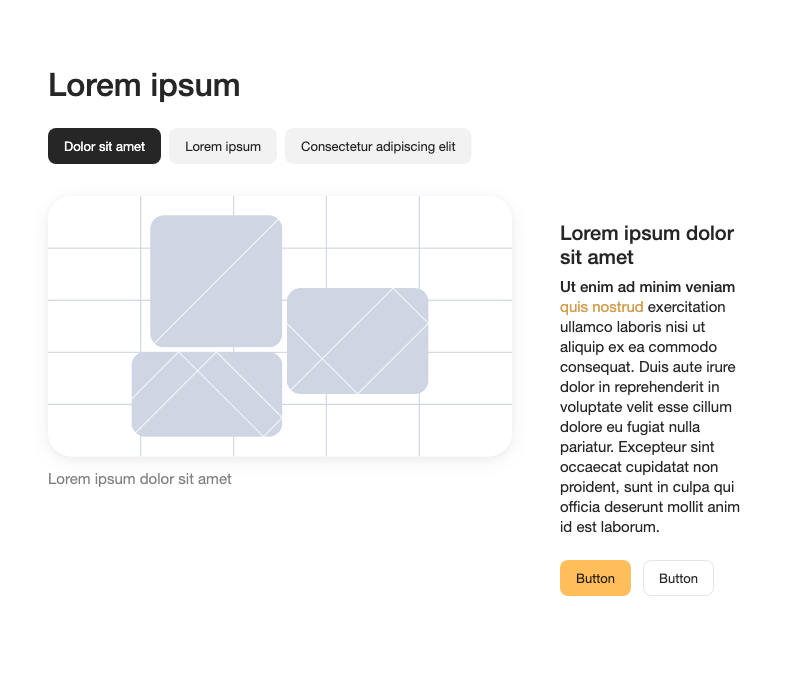 Lorem ipsum
Dolor sit amet
Lorem ipsum
Consectetur adipiscing elit
Lorem ipsum dolor sit amet
Lorem ipsum dolor
sit amet
Ut enim ad minim veniam
quis nostrud exercitation
ullamco laboris nisi ut
aliquip ex ea commodo
consequat. Duis aute irure
dolor in reprehenderit in
voluptate velit esse cillum
dolore eu fugiat nulla
pariatur. Excepteur sint
occaecat cupidatat non
proident, sunt in culpa qui
officia deserunt mollit anim
id est laborum.
Button
Button